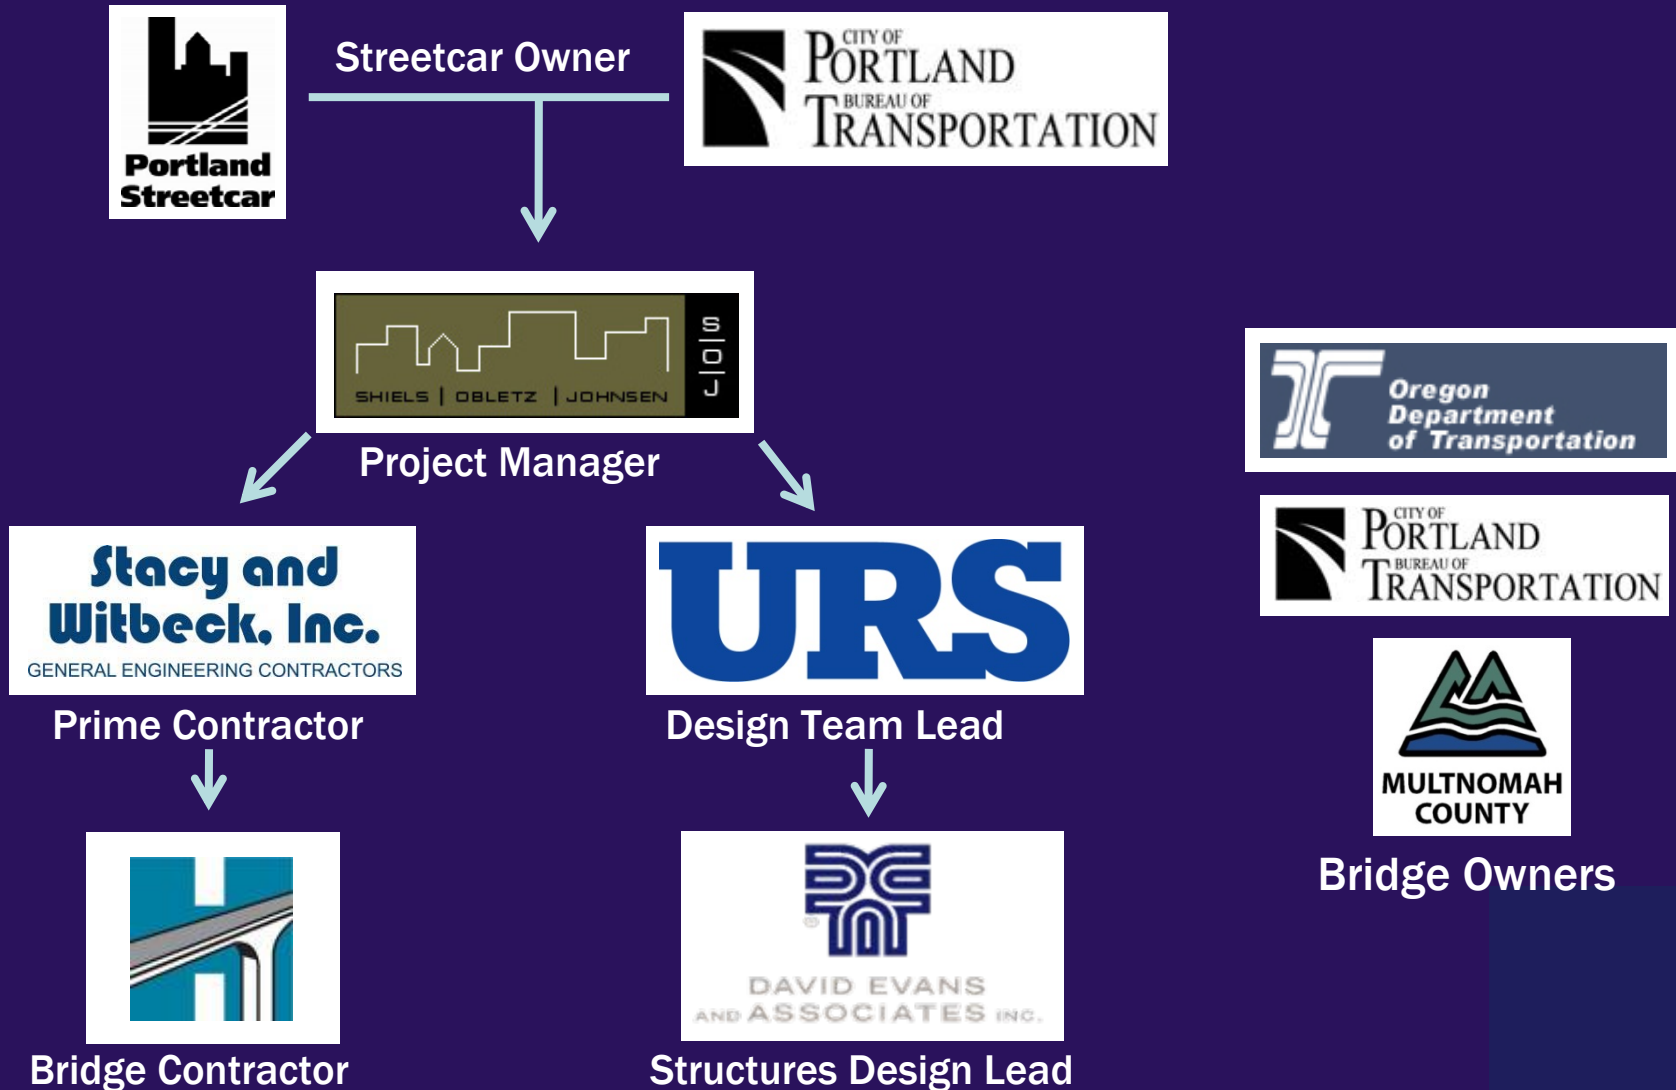 Portland
Streetcar
Streetcar Owner
CITY OF
PORTLAND
BUREAU OF
TRANSPORTATION
SHIELS | OBLETZ | JOHNSEN
S|O|J
Project Manager
Stacy and
Witbeck, Inc.
GENERAL ENGINEERING CONTRACTORS
Prime Contractor
URS
Design Team Lead
Bridge Contractor
DAVID EVANS
AND ASSOCIATES INC.
Structures Design Lead
Oregon
Department
of Transportation
CITY OF
PORTLAND
BUREAU OF
TRANSPORTATION
MULTNOMAH
COUNTY
Bridge Owners